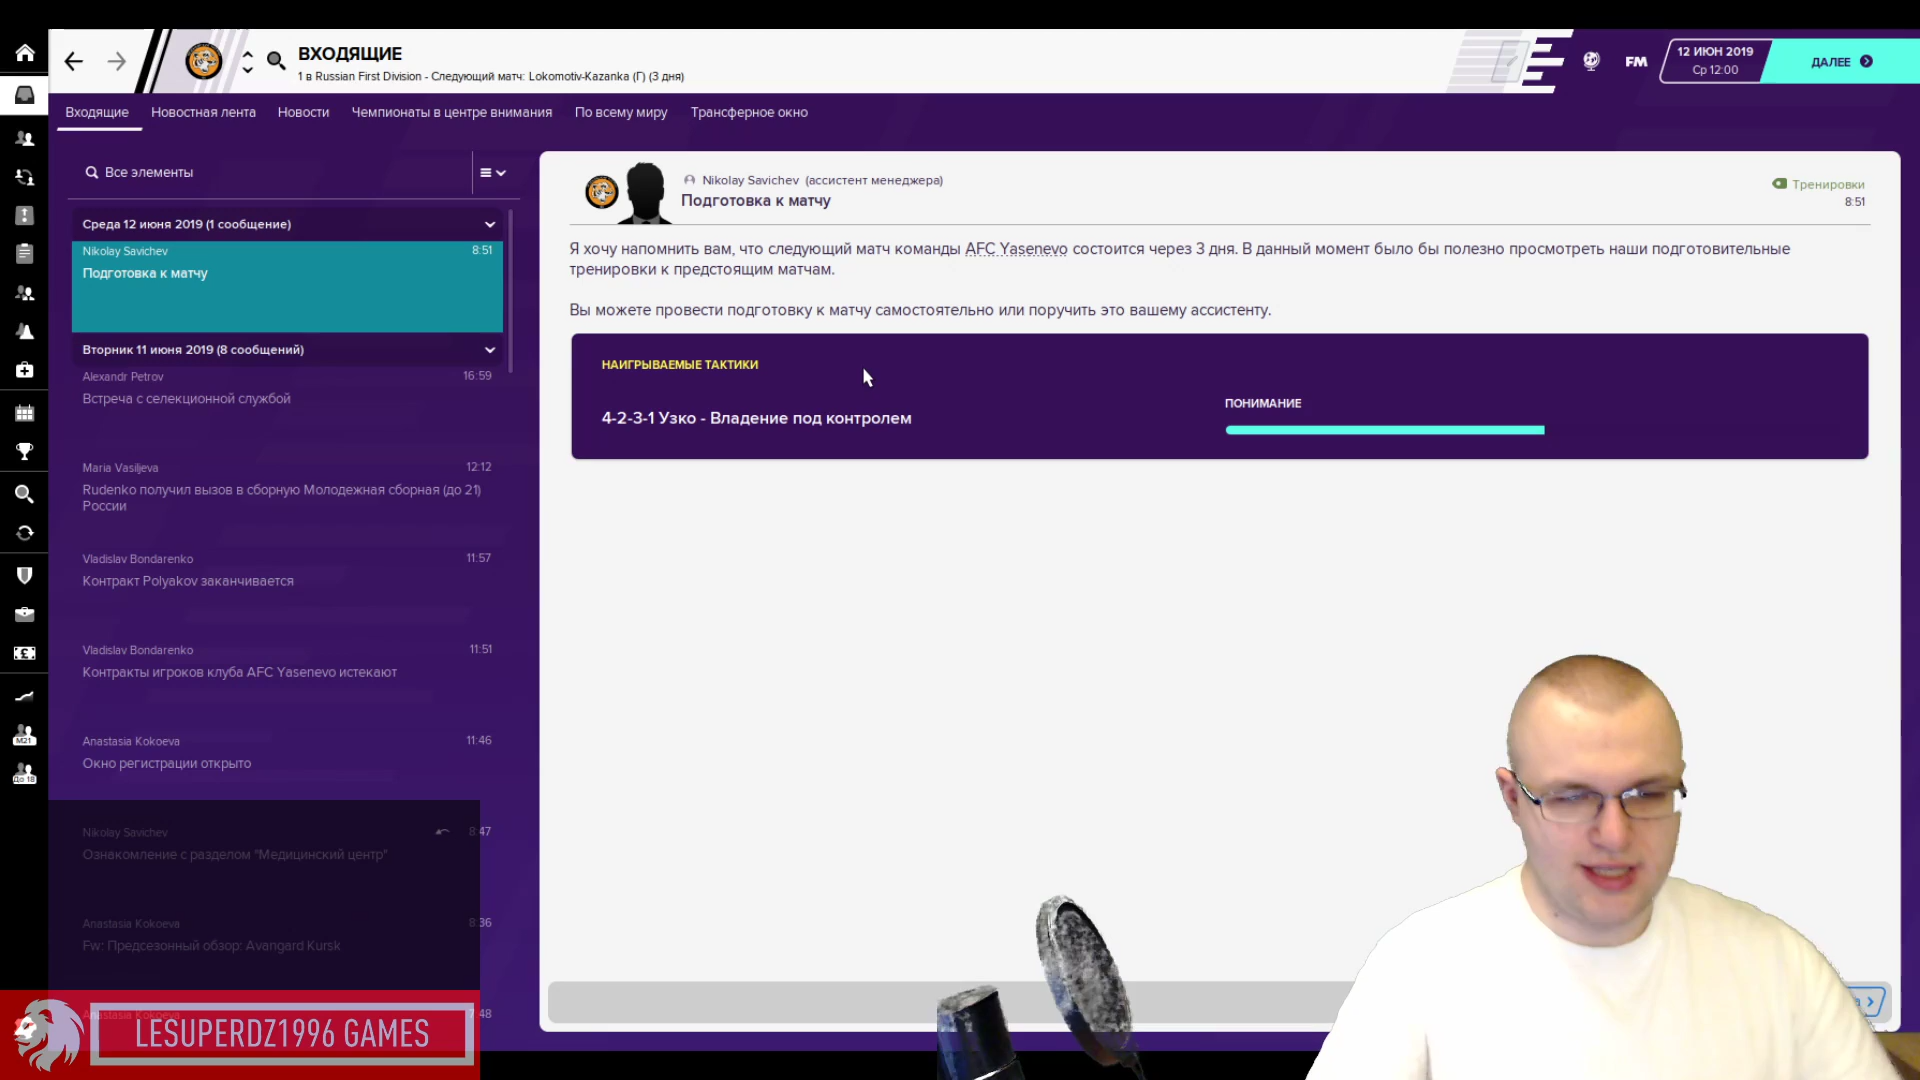 ВХОДЯЩИЕ
1 в Russian First Division - Следующий матч: Lokomotiv-Kazanka (Г) (3 дня)
FM
12 ИЮН 2019
Ср 12:00
ДАЛЕЕ
Входящие
Новостная лента
Новости
Чемпионаты в центре внимания
По всему миру
Трансферное окно
Все элементы
Среда 12 июня 2019 (1 сообщение)
Nikolay Savichev 8:51
Подготовка к матчу
Вторник 11 июня 2019 (8 сообщений)
Alexandr Petrov 16:59
Встреча с селекционной службой
Maria Vasiljeva 12:12
Rudenko получил вызов в сборную Молодежная сборная (до 21)
России
Vladislav Bondarenko 11:57
Контракт Polyakov заканчивается
Vladislav Bondarenko 11:51
Контракты игроков клуба AFC Yasenevo истекают
Anastasia Kokoeva 11:46
Окно регистрации открыто
Nikolay Savichev 8:47
Ознакомление с разделом "Медицинский центр"
Anastasia Kokoeva 8:36
Fw: Предсезонный обзор: Avangard Kursk
Anastasia Kokoeva 7:48
LESUPERDZ1996 GAMES
M21
До 18
Nikolay Savichev (ассистент менеджера)
Подготовка к матчу
Тренировки
8:51
Я хочу напомнить вам, что следующий матч команды AFC Yasenevo состоится через 3 дня. В данный момент было бы полезно просмотреть наши подготовительные
тренировки к предстоящим матчам.
Вы можете провести подготовку к матчу самостоятельно или поручить это вашему ассистенту.
НАИГРЫВАЕМЫЕ ТАКТИКИ
4-2-3-1 Узко - Владение под контролем
ПОНИМАНИЕ